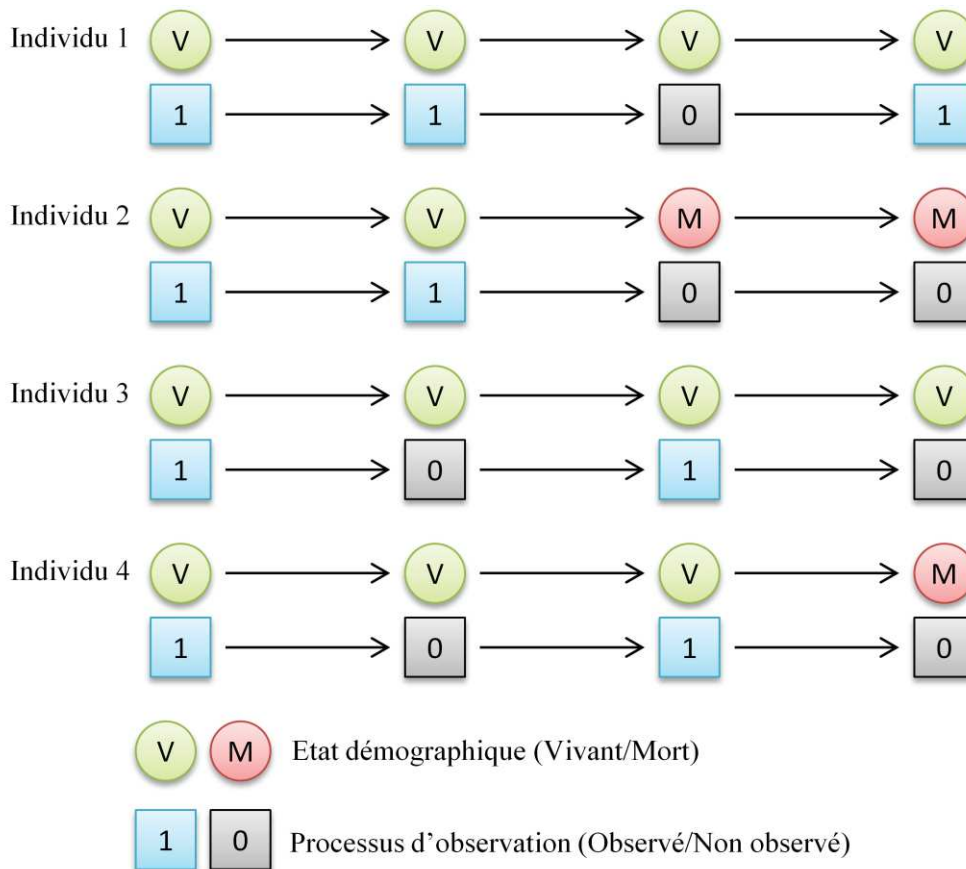 Individu 1 V V V V
1 1 0 1
Individu 2 V V M M
1 1 0 0
Individu 3 V V V V
1 0 1 0
Individu 4 V V V M
1 0 1 0
V M Etat démographique (Vivant/Mort)
1 0 Processus d'observation (Observé/Non observé)